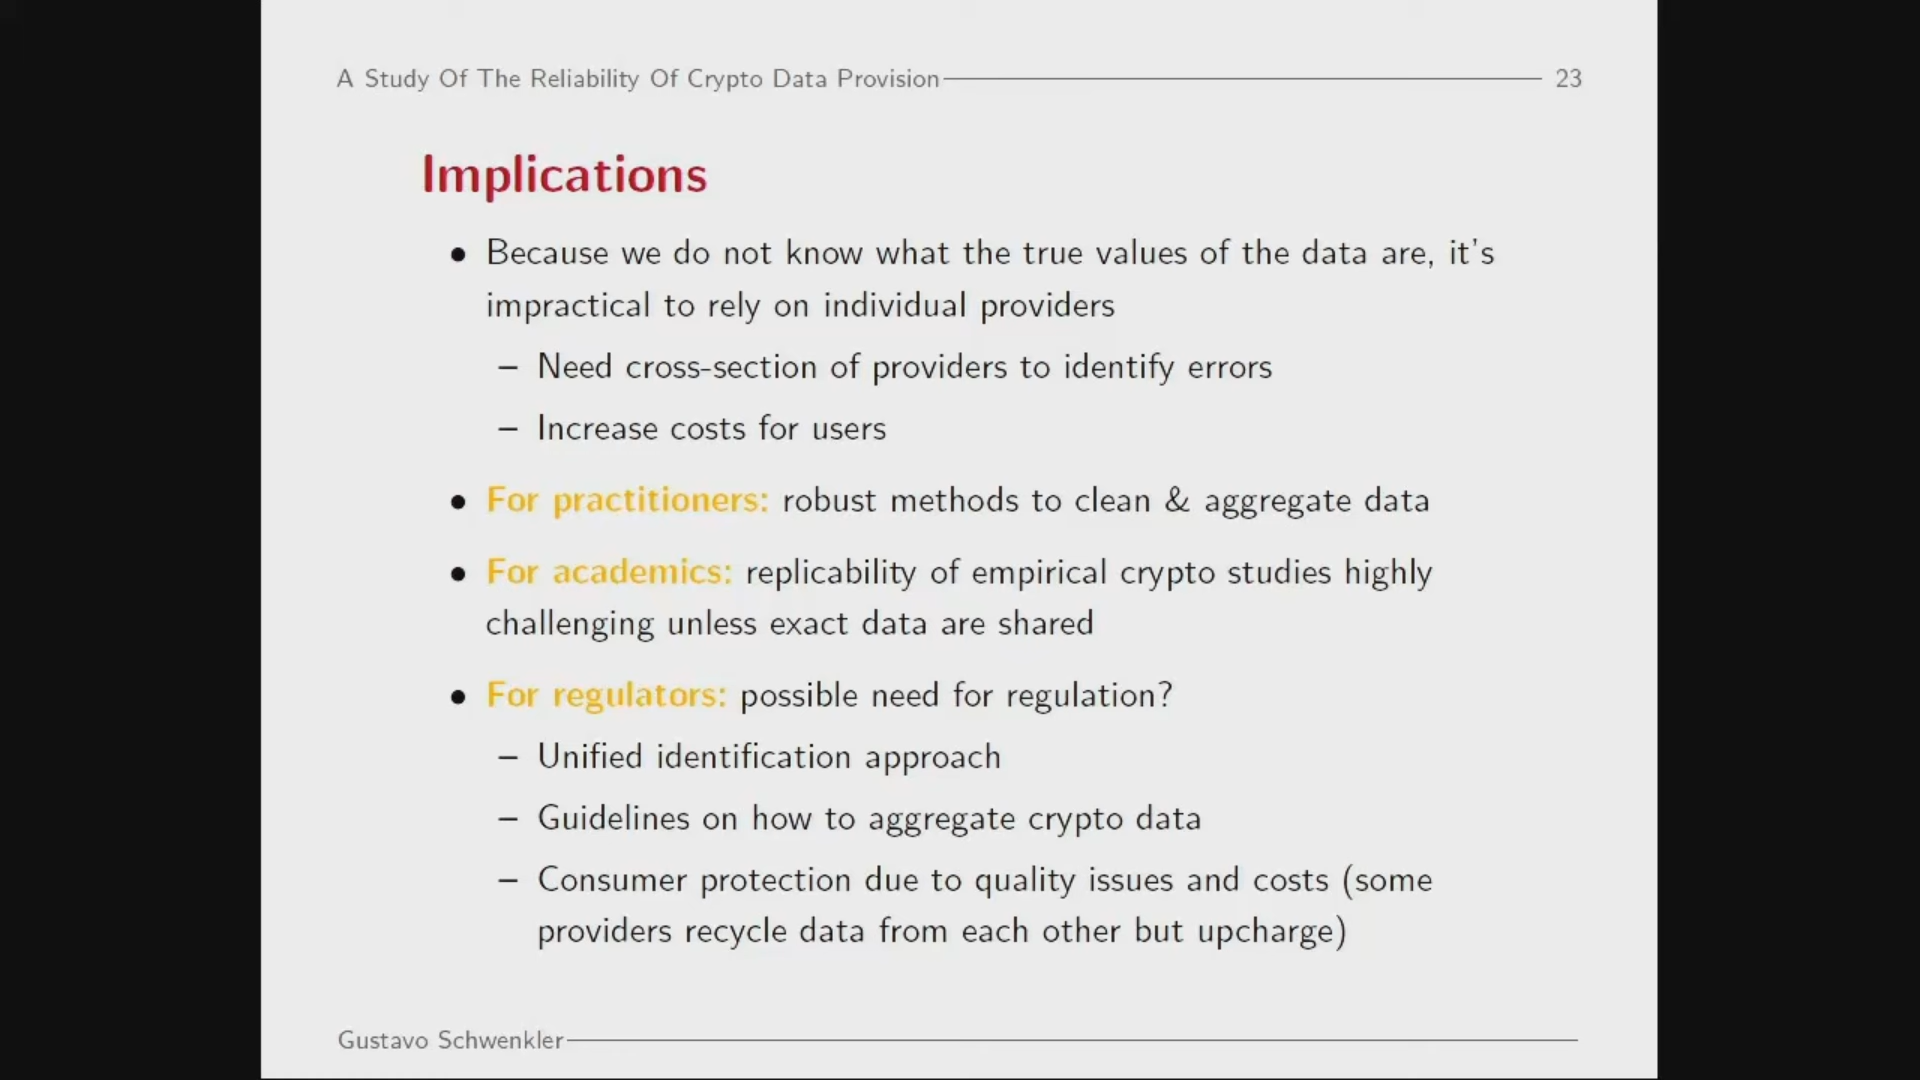 A Study Of The Reliability Of Crypto Data Provision 23
Implications
• Because we do not know what the true values of the data are, it's
impractical to rely on individual providers
– Need cross-section of providers to identify errors
– Increase costs for users
• For practitioners: robust methods to clean & aggregate data
• For academics: replicability of empirical crypto studies highly
challenging unless exact data are shared
• For regulators: possible need for regulation?
– Unified identification approach
– Guidelines on how to aggregate crypto data
– Consumer protection due to quality issues and costs (some
providers recycle data from each other but upcharge)
Gustavo Schwenkler